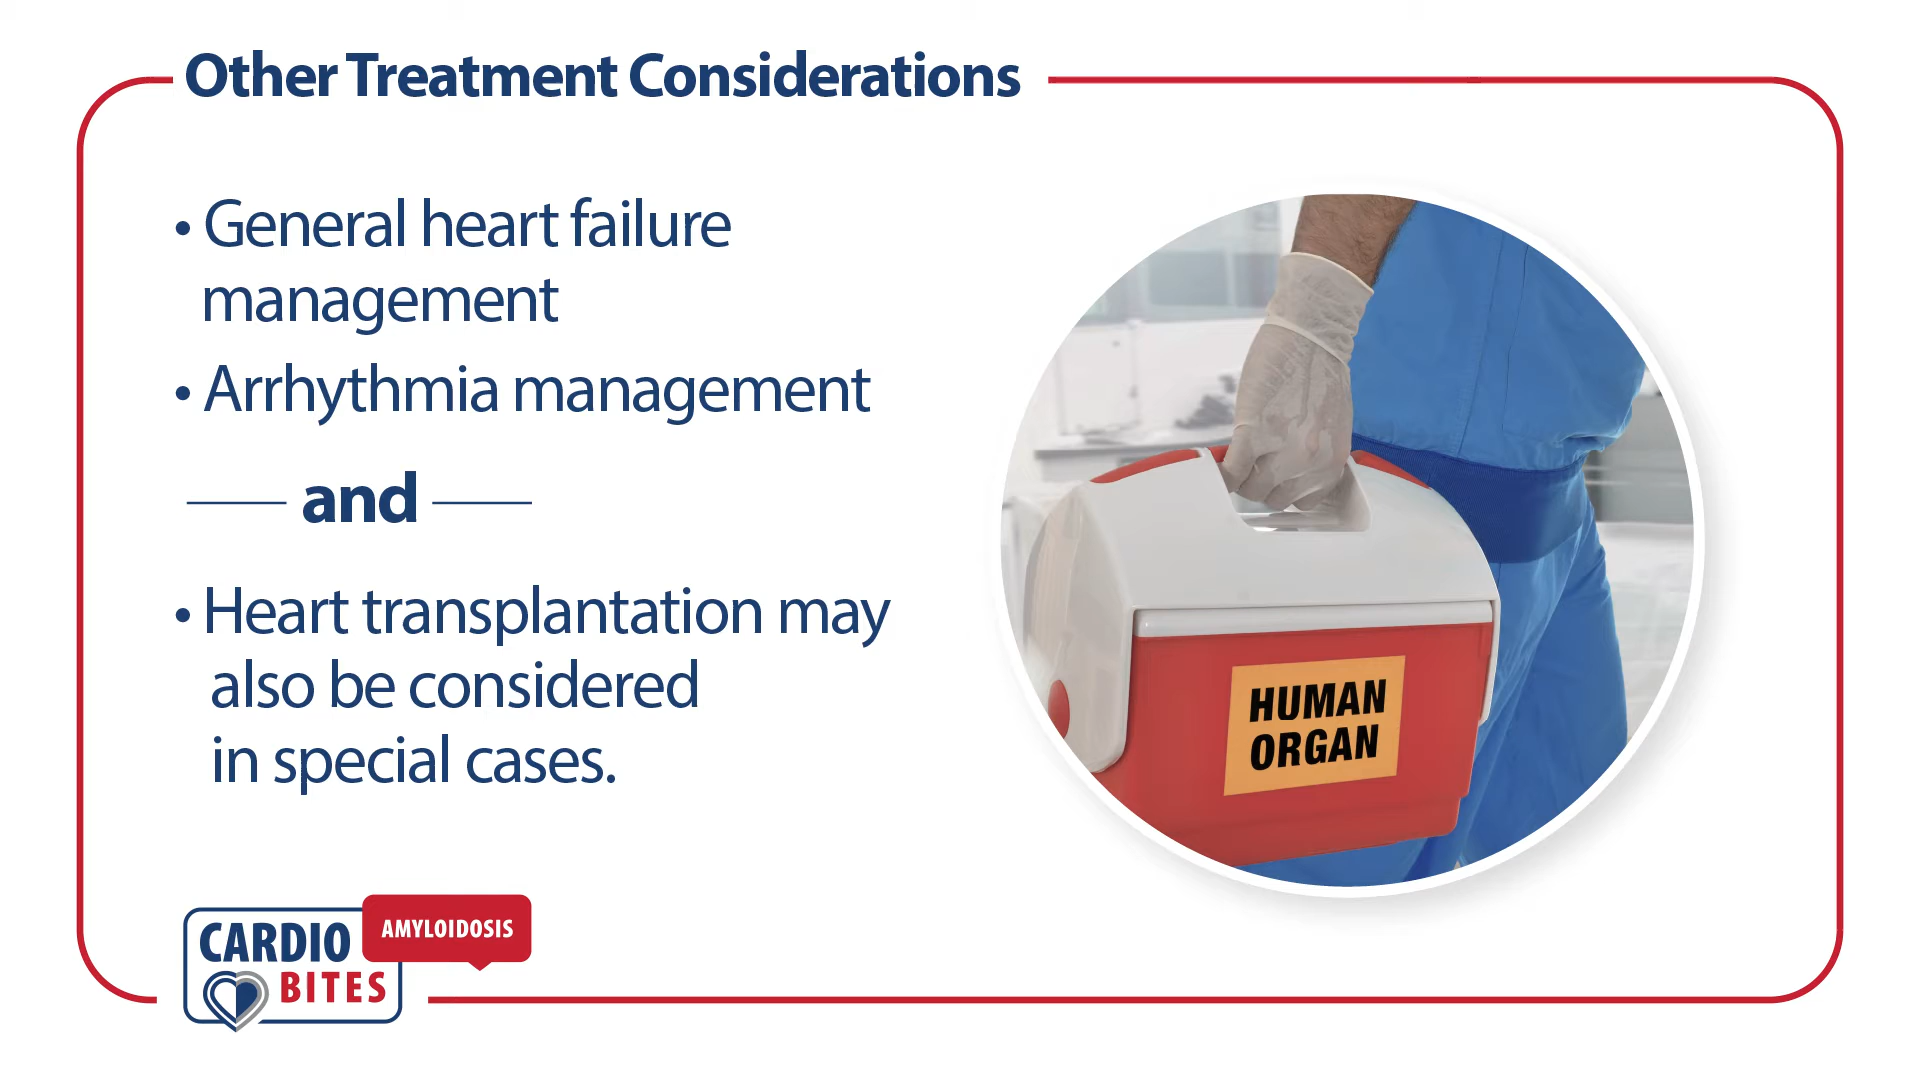 Other Treatment Considerations
• General heart failure
management
• Arrhythmia management
and
• Heart transplantation may
also be considered
in special cases.
HUMAN
ORGAN
CARDIO
BITES
AMYLOIDOSIS